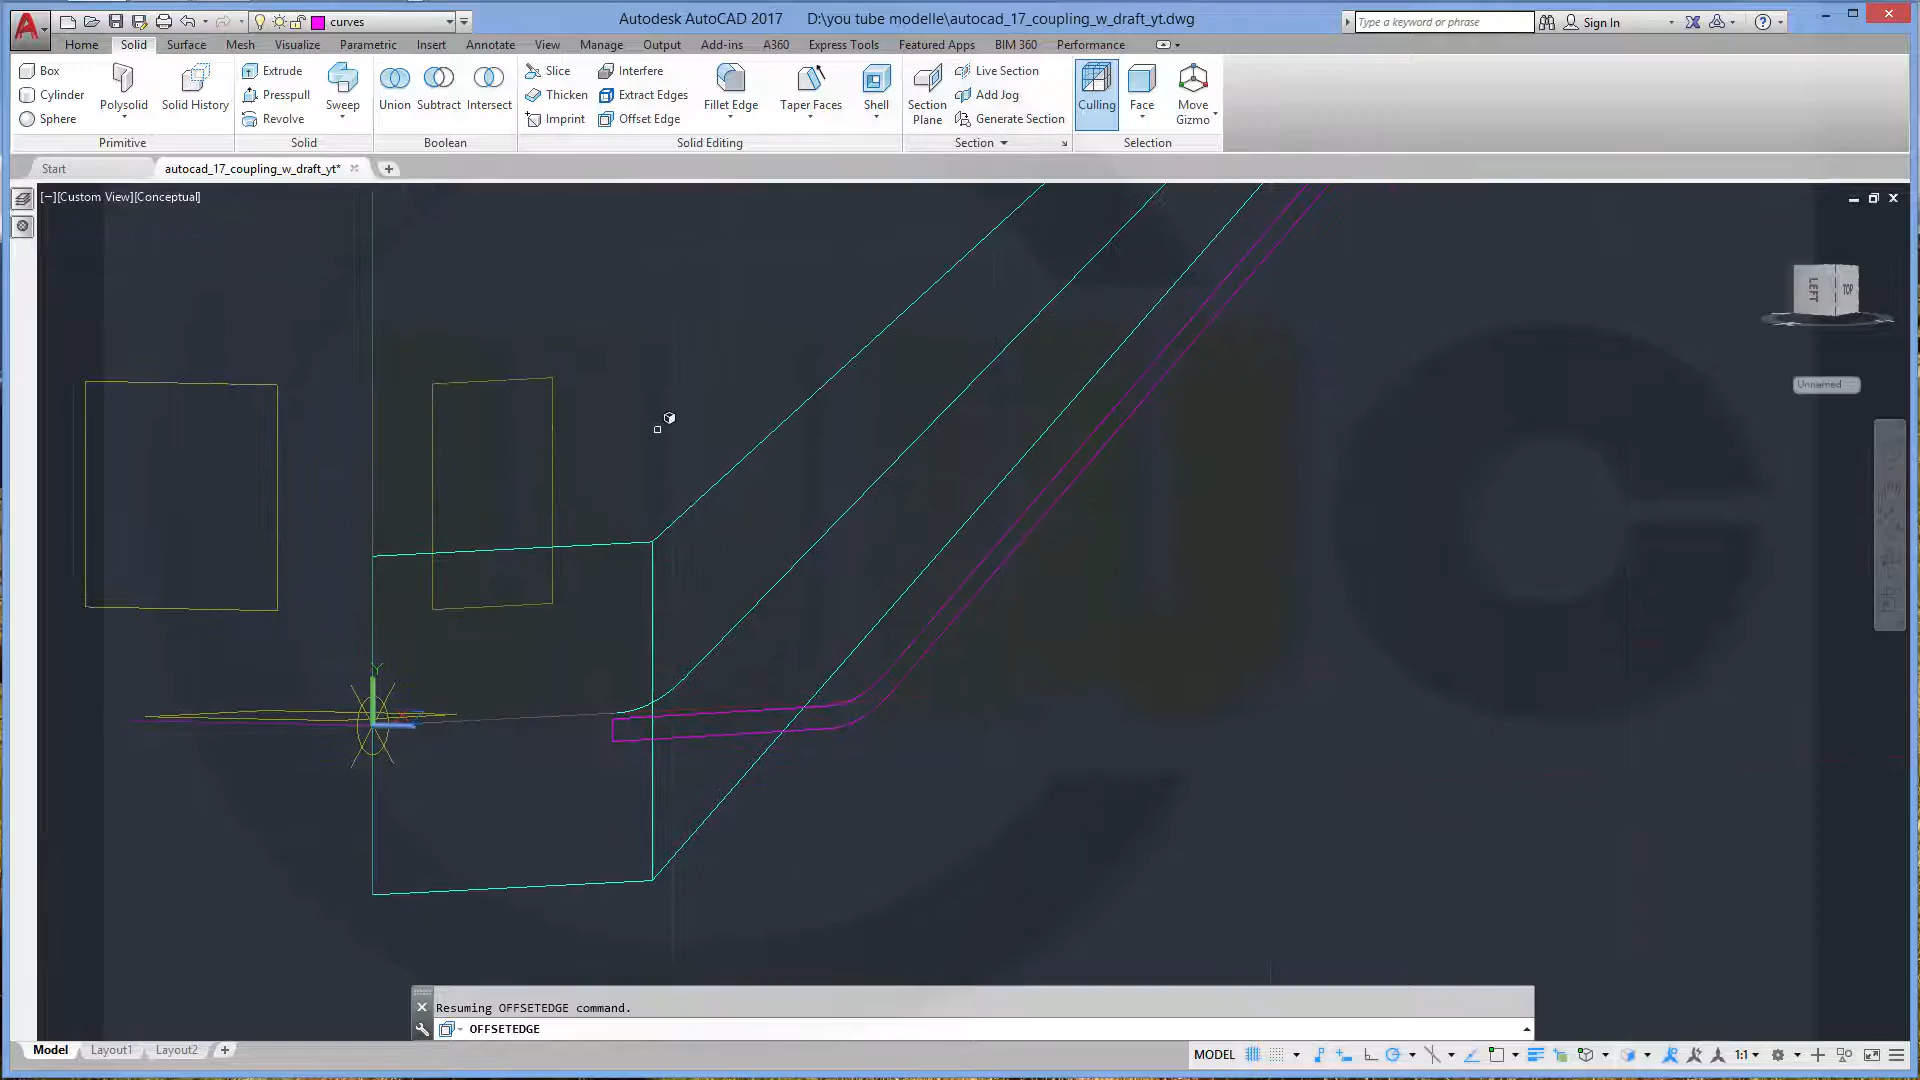 curves
Autodesk AutoCAD 2017
D:\you tube modelle\autocad_17_coupling_w_draft_yt.dwg
Type a keyword or phrase
Sign In
Home
Solid
Surface
Mesh
Visualize
Parametric
Insert
Annotate
View
Manage
Output
Add-ins
A360
Express Tools
Featured Apps
BIM 360
Performance
Box
Cylinder
Sphere
Polysolid
Solid History
Extrude
Presspull
Revolve
Sweep
Union
Subtract
Intersect
Slice
Thicken
Imprint
Interfere
Extract Edges
Offset Edge
Fillet Edge
Taper Faces
Shell
Section
Plane
Live Section
Add Jog
Generate Section
Culling
Face
Move
Gizmo
Primitive
Solid
Boolean
Solid Editing
Section
Selection
Start
autocad_17_coupling_w_draft_yt*
[−][Custom View][Conceptual]
LEFT
TOP
Unnamed
Y
Resuming OFFSETEDGE command.
OFFSETEDGE
Model
Layout1
Layout2
MODEL
1:1